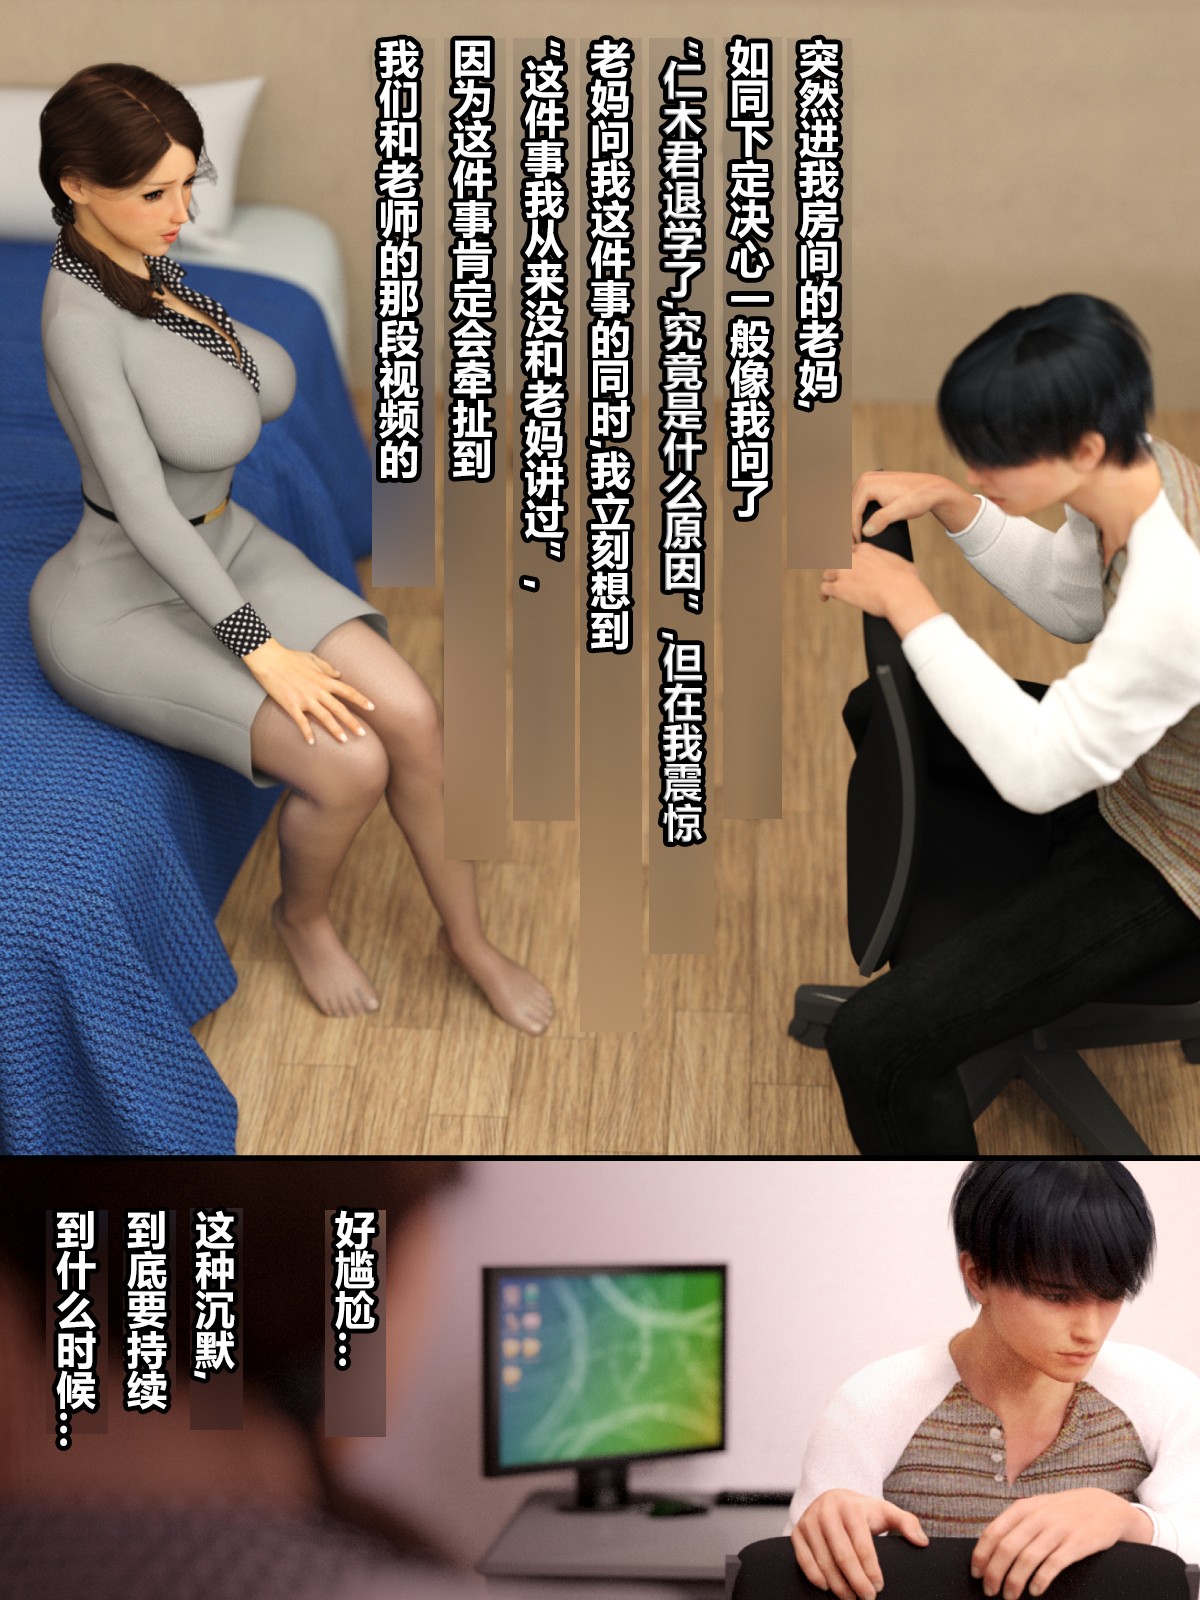 突然进我房间的老妈,
如同下定决心一般像我问了
“仁木君退学了,究竟是什么原因”,但在我震惊
老妈问我这件事的同时,我立刻想到
“这件事我从来没和老妈讲过”-
因为这件事肯定会牵扯到
我们和老师的那段视频的
好尴尬…
这种沉默,
到底要持续
到什么时候…